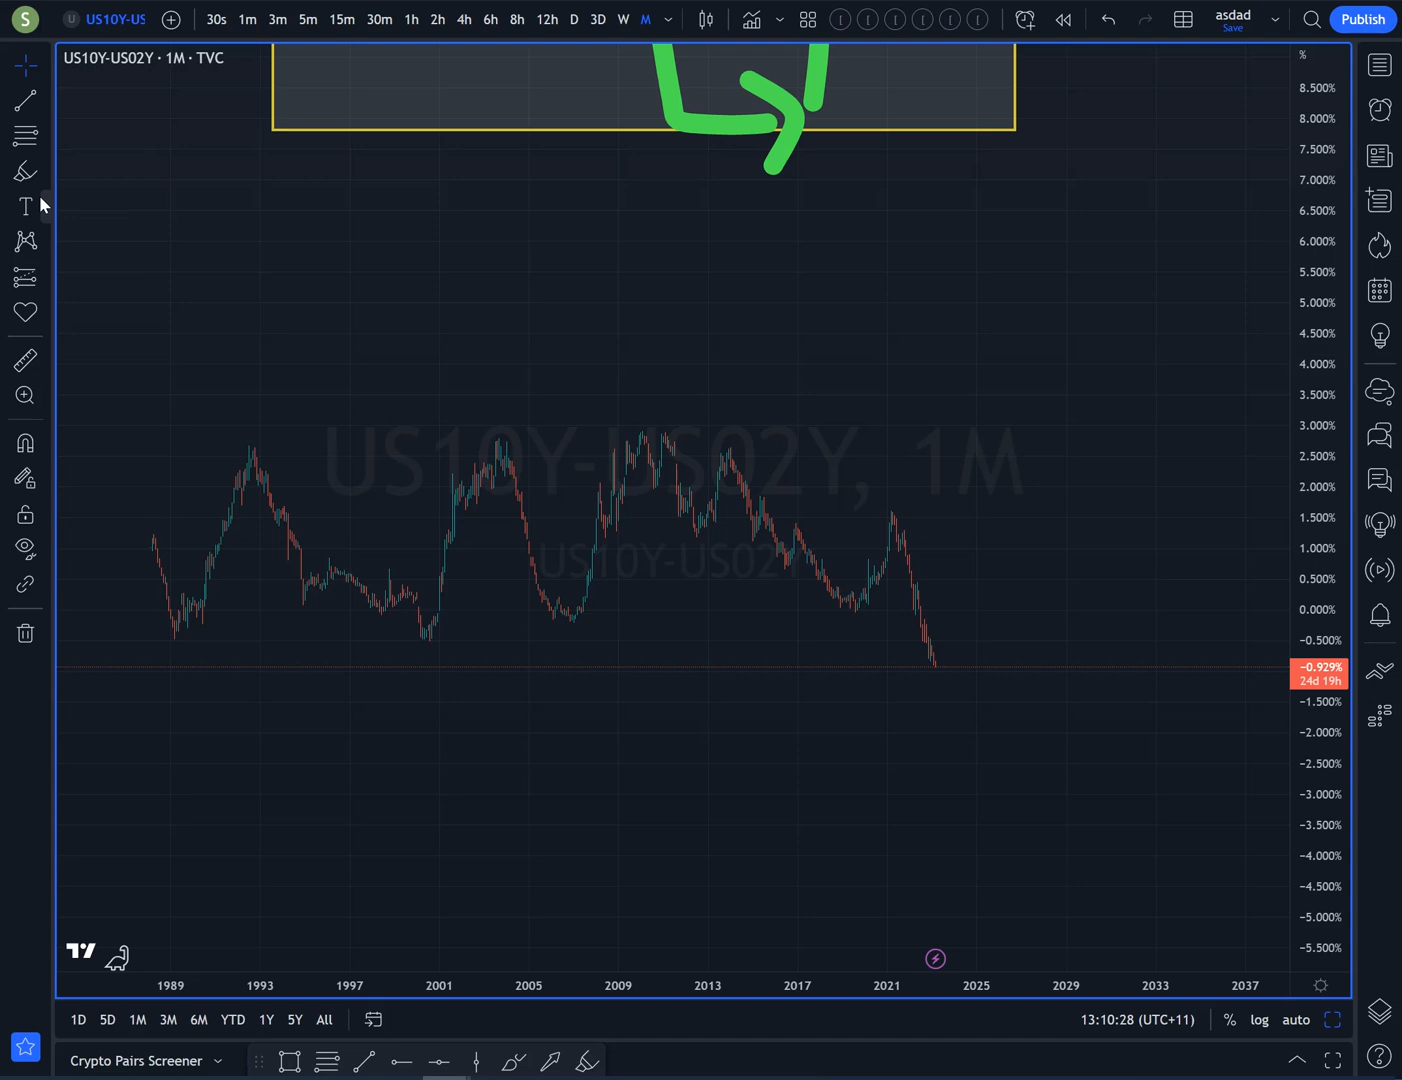 S
U US10Y-US
30s 1m 3m 5m 15m 30m 1h 2h 4h 6h 8h 12h D 3D W M
asdad
Save
Publish
US10Y-US02Y · 1M · TVC
%
8.500%
8.000%
7.500%
7.000%
6.500%
6.000%
5.500%
5.000%
4.500%
4.000%
3.500%
3.000%
2.500%
2.000%
1.500%
1.000%
0.500%
0.000%
−0.500%
−0.929%
24d 19h
−1.500%
−2.000%
−2.500%
−3.000%
−3.500%
−4.000%
−4.500%
−5.000%
−5.500%
US10Y-US02Y, 1M
US10Y-US02Y
1989 1993 1997 2001 2005 2009 2013 2017 2021 2025 2029 2033 2037
1D 5D 1M 3M 6M YTD 1Y 5Y All
13:10:28 (UTC+11) % log auto
Crypto Pairs Screener